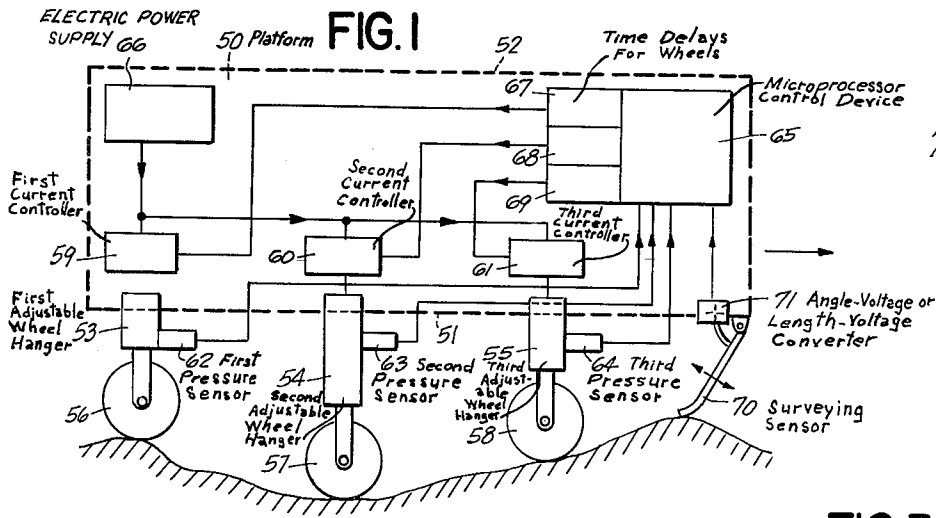 ELECTRIC POWER
SUPPLY 66
50 Platform
FIG.1
52
Time Delays
For Wheels
Microprocessor
Control Device
67
68
69
65
First
Current
Controller
59
Second
Current
Controller
60
Third
Current
Controller
61
First
Adjustable
Wheel
Hanger
53
62 First
Pressure
Sensor
56
54
Second
Adjustable
Wheel
Hanger
57
51
63 Second
Pressure
Sensor
55
Third Adjust-
able
Wheel
Hanger
58
64 Third
Pressure
Sensor
71 Angle-Voltage or
Length-Voltage
Converter
70 Surveying
Sensor